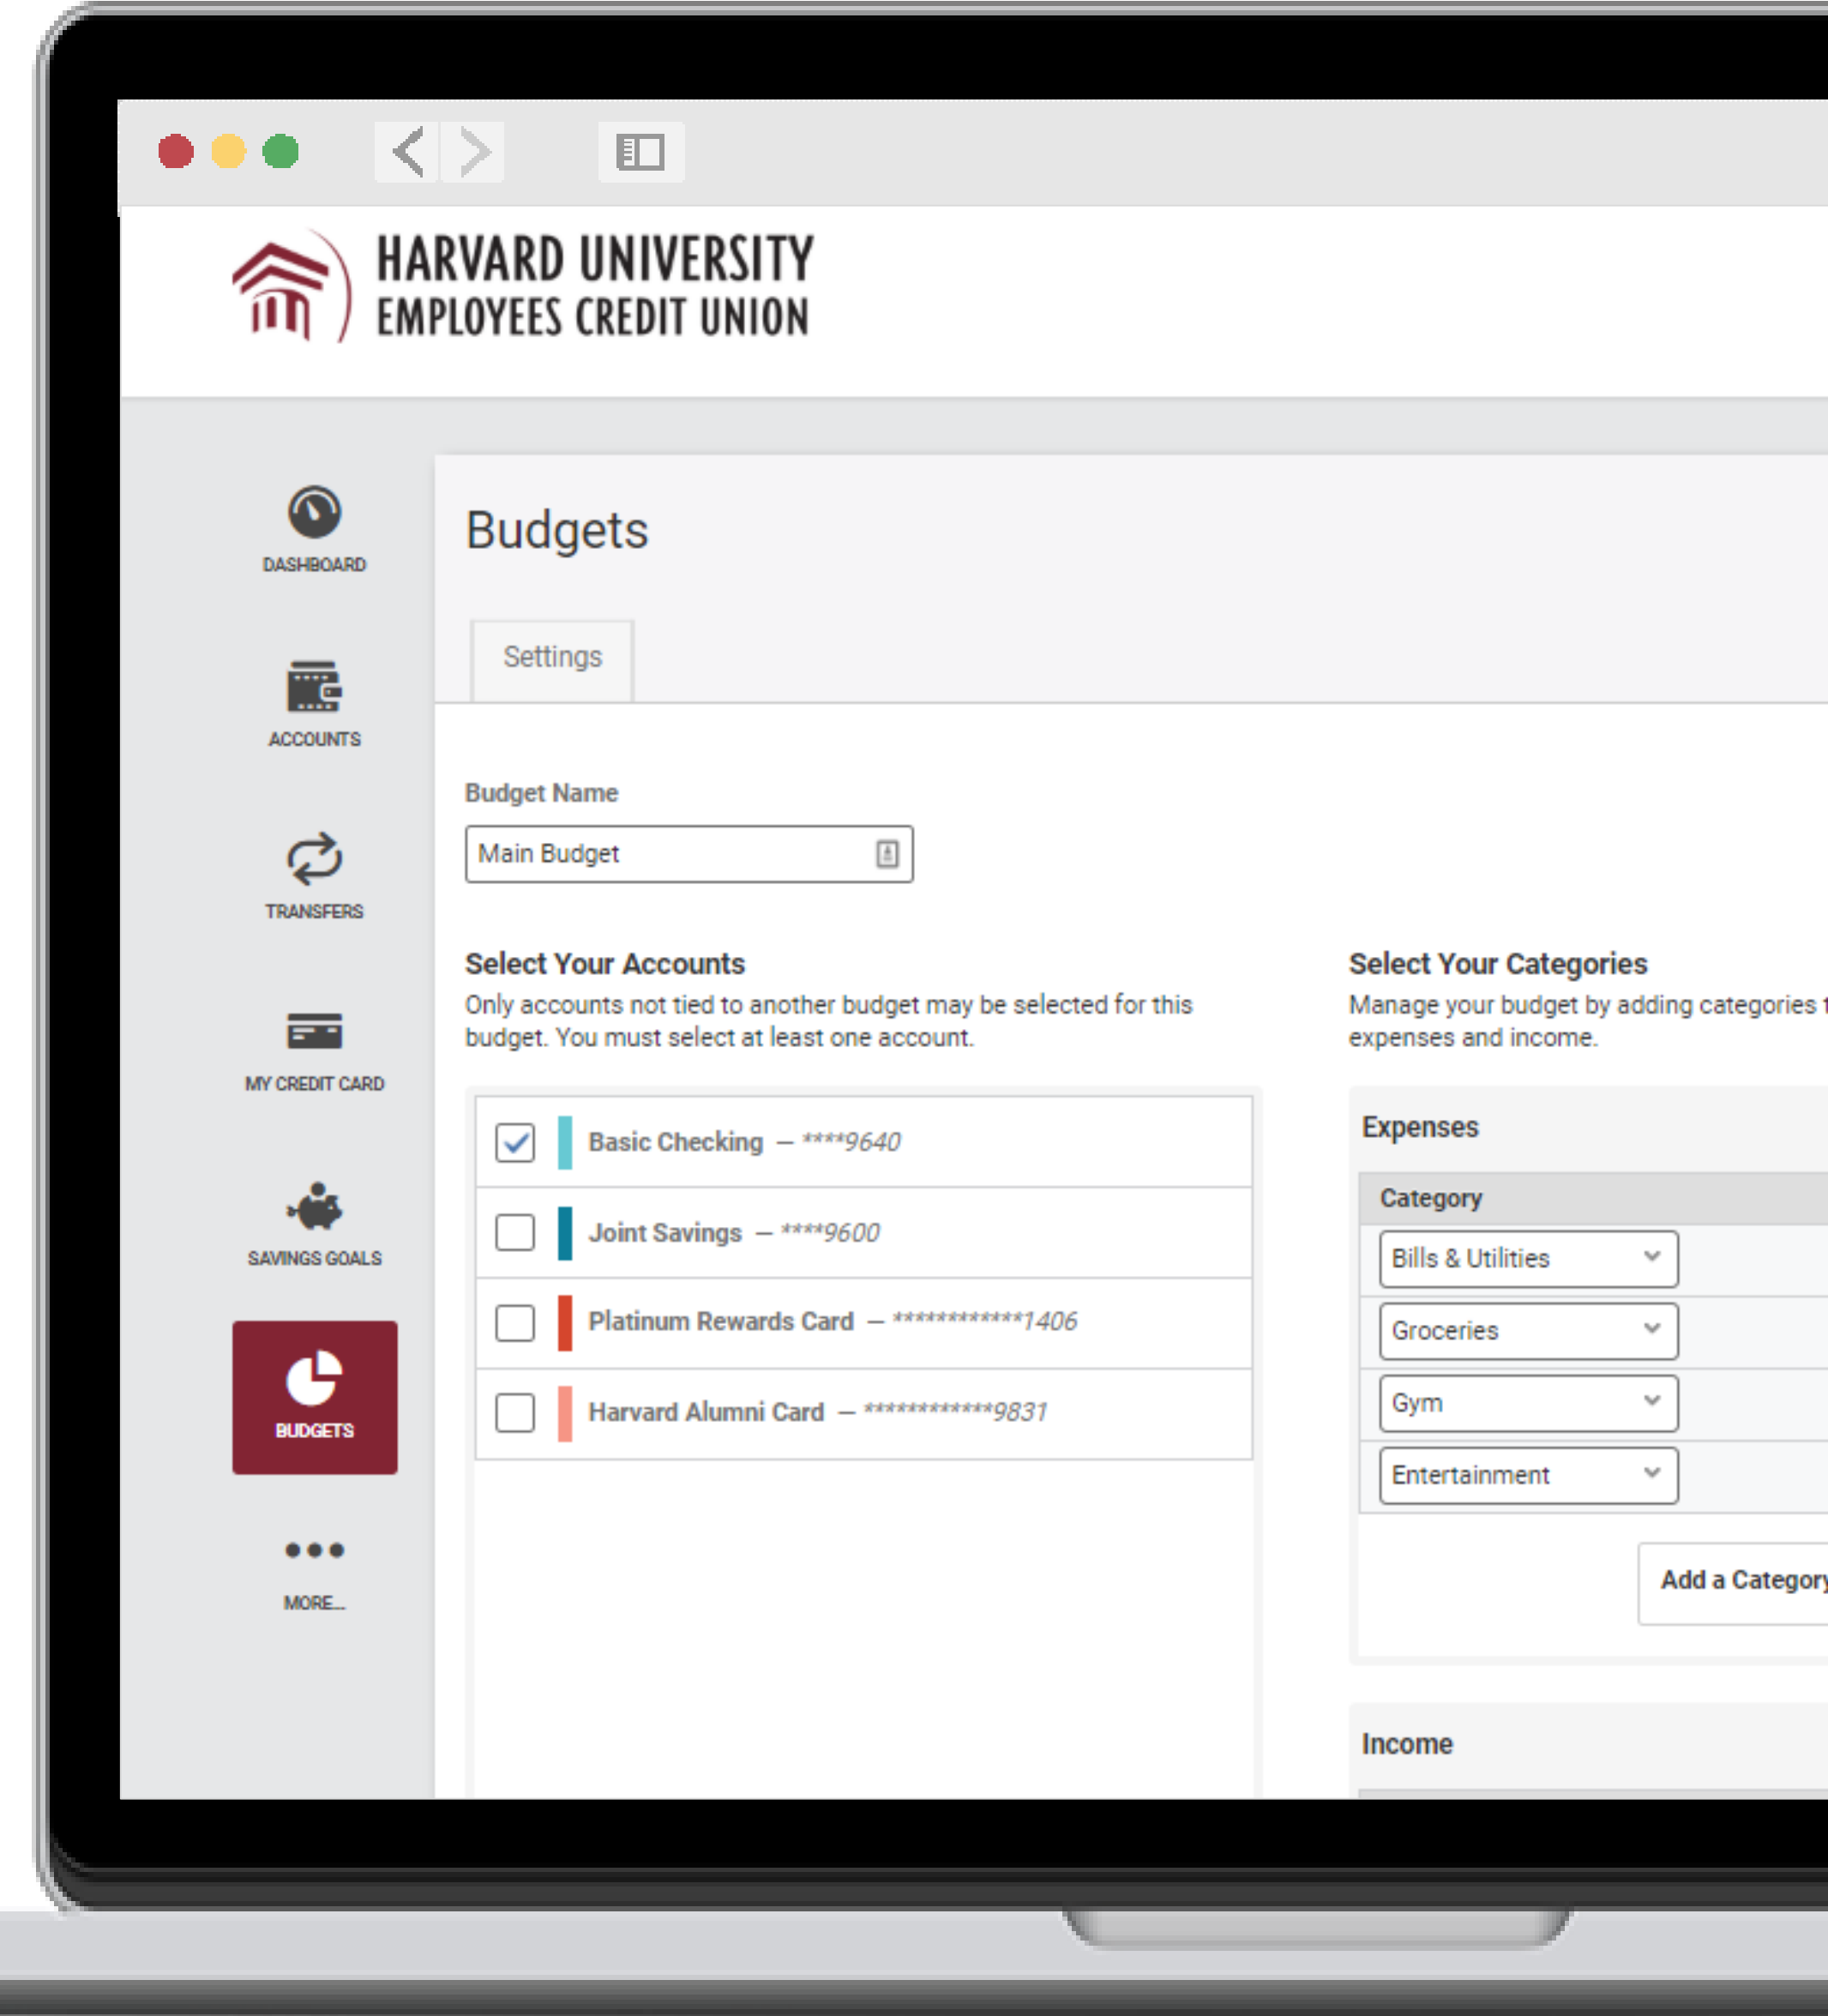 HARVARD UNIVERSITY
EMPLOYEES CREDIT UNION
DASHBOARD
ACCOUNTS
TRANSFERS
MY CREDIT CARD
SAVINGS GOALS
BUDGETS
MORE...
Budgets
Settings
Budget Name
Main Budget
Select Your Accounts
Only accounts not tied to another budget may be selected for this
budget. You must select at least one account.
Basic Checking – ****9640
Joint Savings – ****9600
Platinum Rewards Card – ************1406
Harvard Alumni Card – ************9831
Select Your Categories
Manage your budget by adding categories
expenses and income.
Expenses
Category
Bills & Utilities
Groceries
Gym
Entertainment
Add a Category
Income